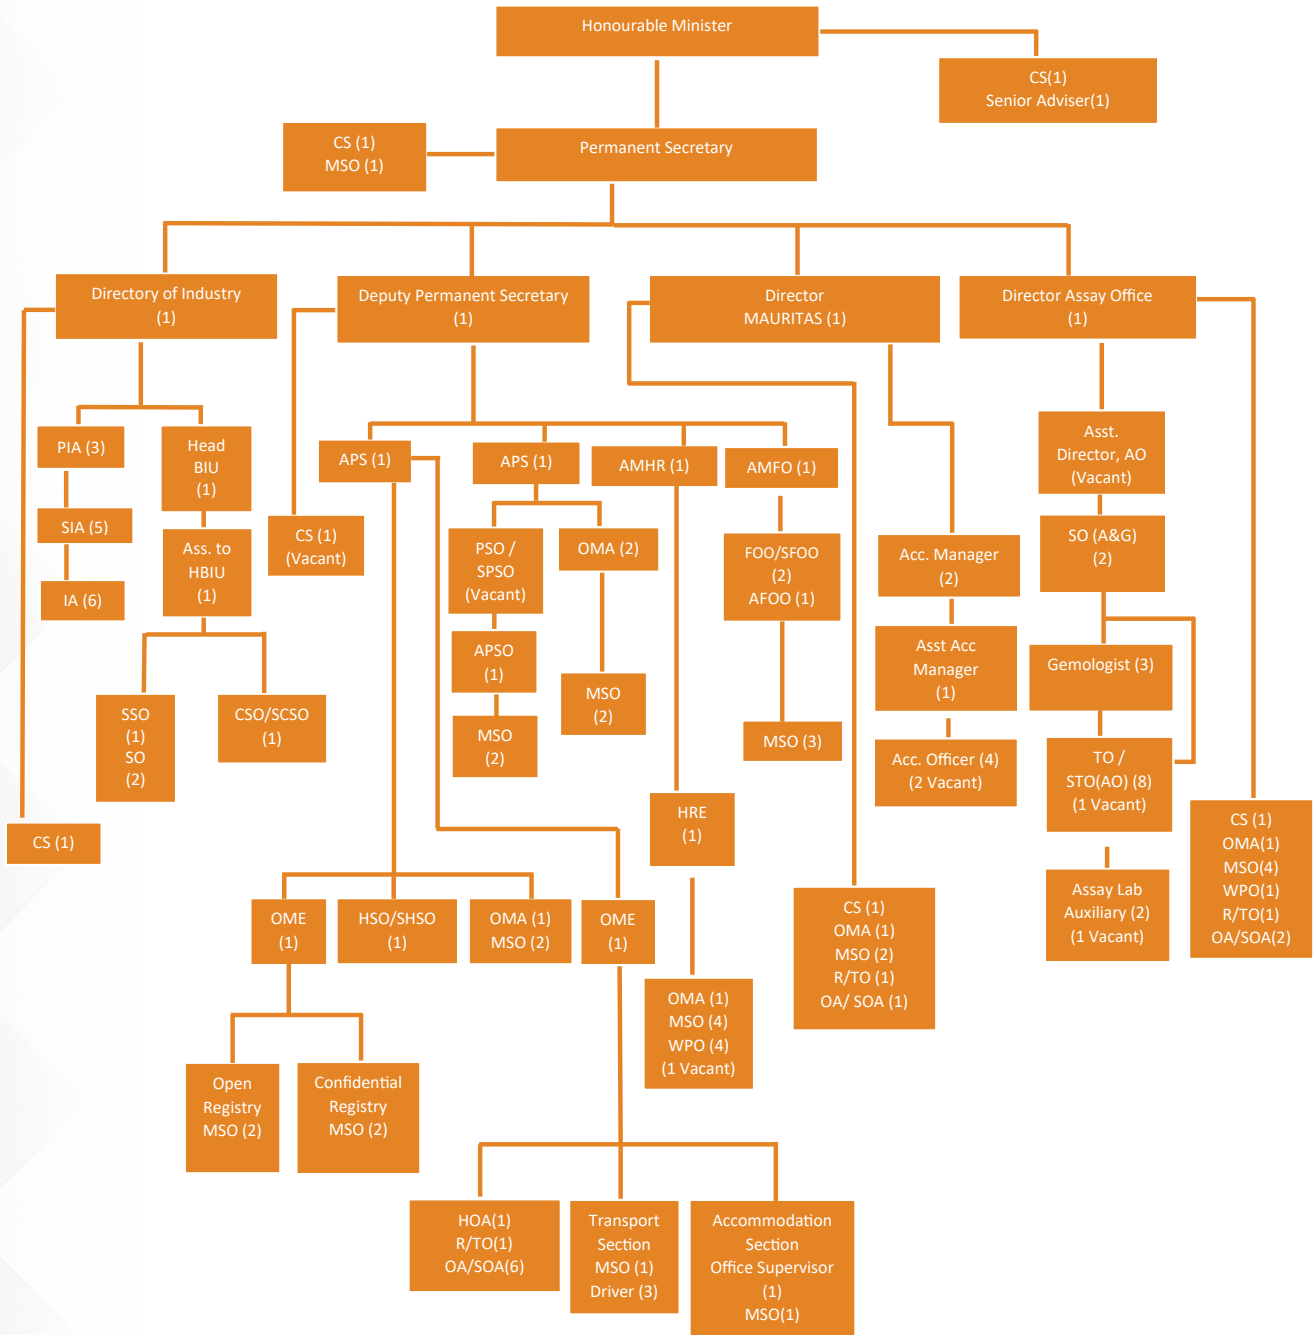 Honourable Minister
CS(1)
Senior Adviser(1)
CS (1)
MSO (1)
Permanent Secretary
Directory of Industry
(1)
Deputy Permanent Secretary
(1)
Director
MAURITAS (1)
Director Assay Office
(1)
PIA (3)
SIA (5)
IA (6)
Head
BIU
(1)
Ass. to
HBIU
(1)
SSO
(1)
SO
(2)
CSO/SCSO
(1)
CS (1)
CS (1)
(Vacant)
APS (1)
APS (1)
AMHR (1)
AMFO (1)
PSO /
SPSO
(Vacant)
APSO
(1)
MSO
(2)
OMA (2)
MSO
(2)
FOO/SFOO
(2)
AFOO (1)
MSO (3)
HRE
(1)
OMA (1)
MSO (4)
WPO (4)
(1 Vacant)
OME
(1)
HSO/SHSO
(1)
OMA (1)
MSO (2)
OME
(1)
Open
Registry
MSO (2)
Confidential
Registry
MSO (2)
HOA(1)
R/TO(1)
OA/SOA(6)
Transport
Section
MSO (1)
Driver (3)
Accommodation
Section
Office Supervisor
(1)
MSO(1)
Acc. Manager
(2)
Asst Acc
Manager
(1)
Acc. Officer (4)
(2 Vacant)
CS (1)
OMA (1)
MSO (2)
R/TO (1)
OA/ SOA (1)
Asst.
Director, AO
(Vacant)
SO (A&G)
(2)
Gemologist (3)
TO /
STO(AO) (8)
(1 Vacant)
Assay Lab
Auxiliary (2)
(1 Vacant)
CS (1)
OMA(1)
MSO(4)
WPO(1)
R/TO(1)
OA/SOA(2)